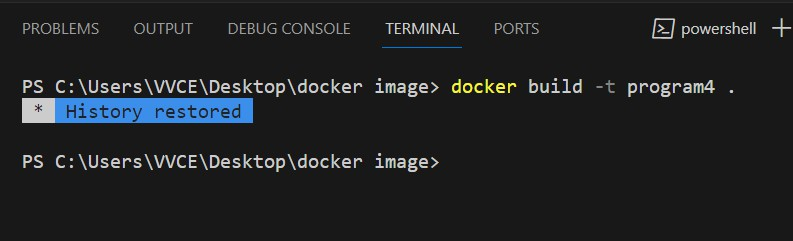 PROBLEMS OUTPUT DEBUG CONSOLE TERMINAL PORTS powershell
PS C:\Users\VVCE\Desktop\docker image> docker build -t program4 .
* History restored
PS C:\Users\VVCE\Desktop\docker image>